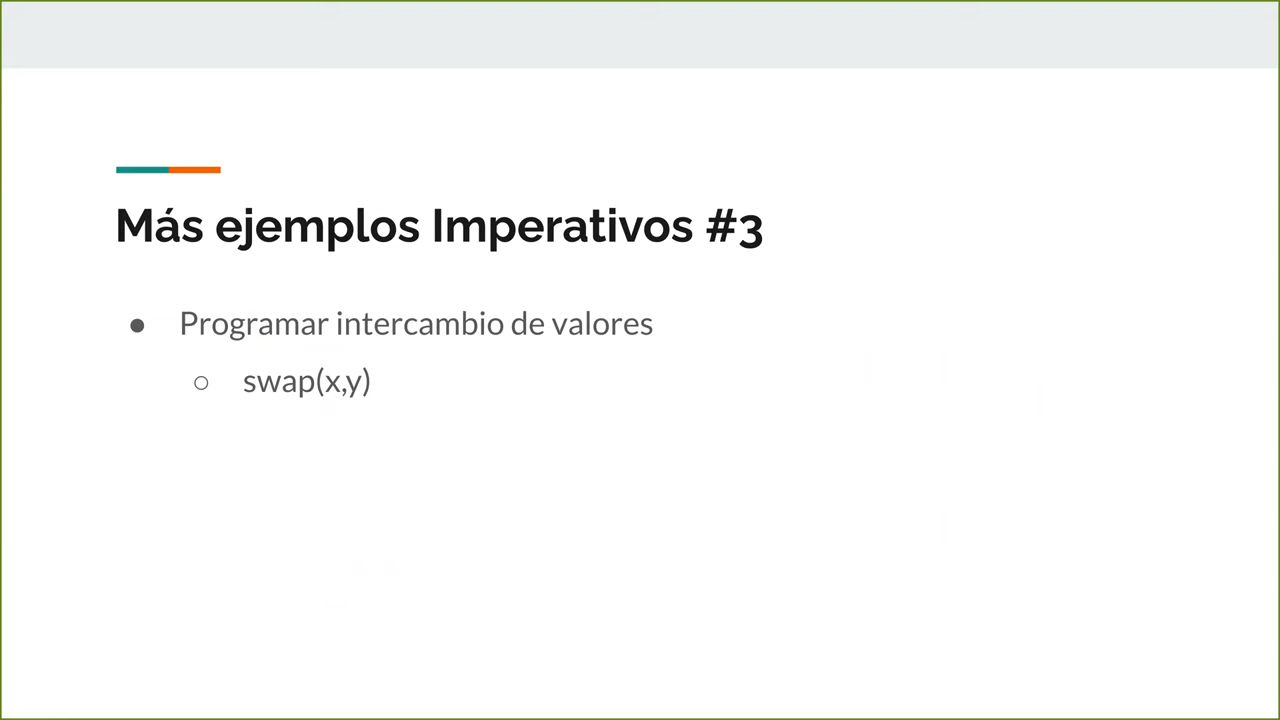 Más ejemplos Imperativos #3
● Programar intercambio de valores
○ swap(x,y)